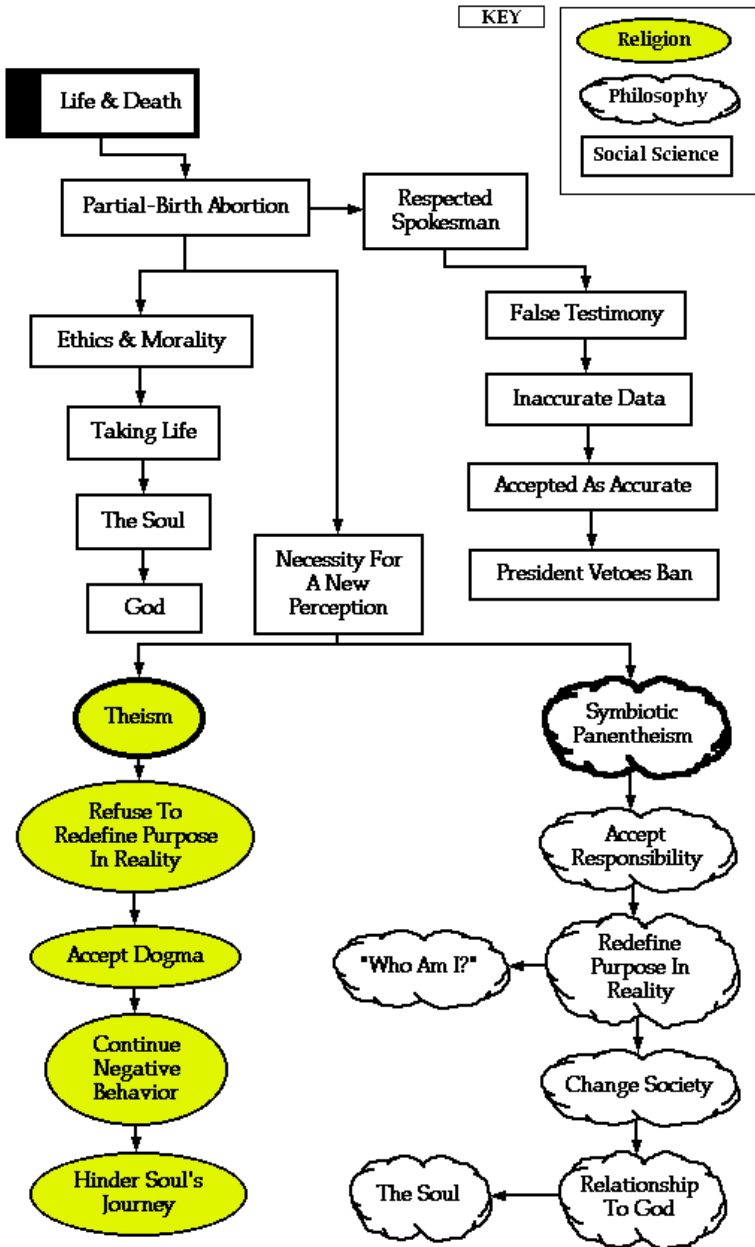 KEY
Religion
Philosophy
Social Science
Life & Death
Partial-Birth Abortion
Respected
Spokesman
False Testimony
Ethics & Morality
Inaccurate Data
Taking Life
Accepted As Accurate
The Soul
President Vetoes Ban
Necessity For
A New
Perception
God
Theism
Symbiotic
Panentheism
Refuse To
Redefine Purpose
In Reality
Accept
Responsibility
Accept Dogma
"Who Am I?"
Redefine
Purpose In
Reality
Continue
Negative
Behavior
Change Society
Hinder Soul's
Journey
The Soul
Relationship
To God